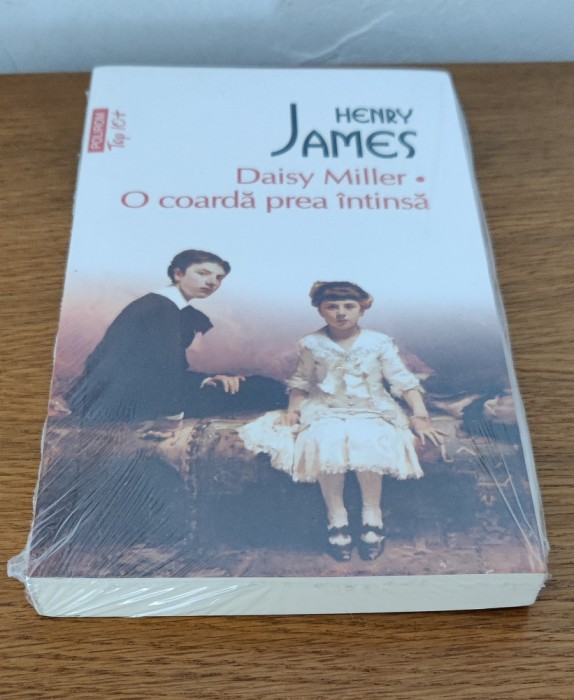 POLIROM
Top 10+
HENRY
JAMES
Daisy Miller •
O coardă prea întinsă